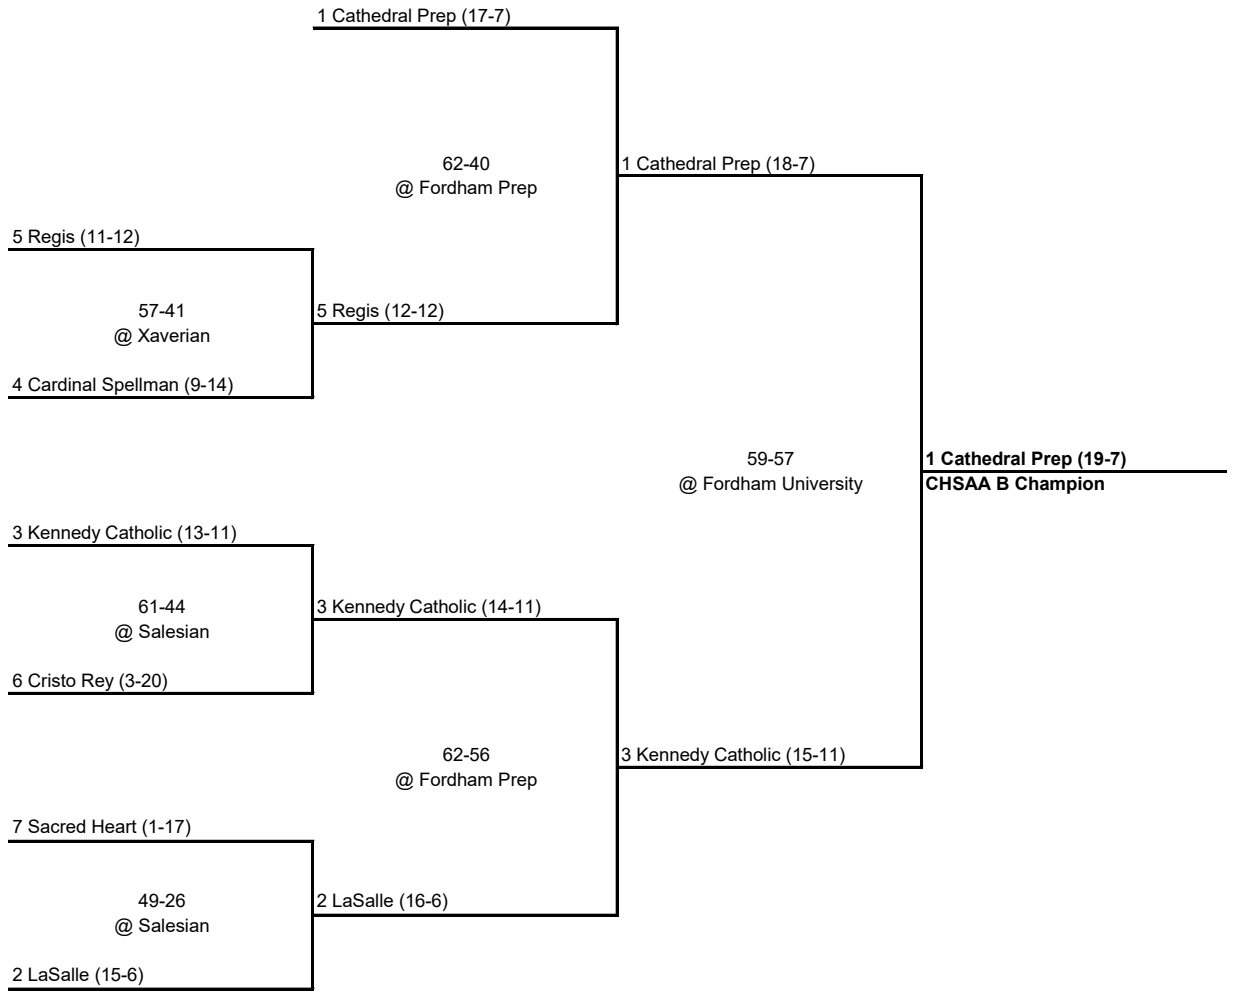 1 Cathedral Prep (17-7)
62-40
@ Fordham Prep
1 Cathedral Prep (18-7)
5 Regis (11-12)
57-41
@ Xaverian
5 Regis (12-12)
4 Cardinal Spellman (9-14)
59-57
@ Fordham University
1 Cathedral Prep (19-7)
CHSAA B Champion
3 Kennedy Catholic (13-11)
61-44
@ Salesian
3 Kennedy Catholic (14-11)
6 Cristo Rey (3-20)
62-56
@ Fordham Prep
3 Kennedy Catholic (15-11)
7 Sacred Heart (1-17)
49-26
@ Salesian
2 LaSalle (16-6)
2 LaSalle (15-6)